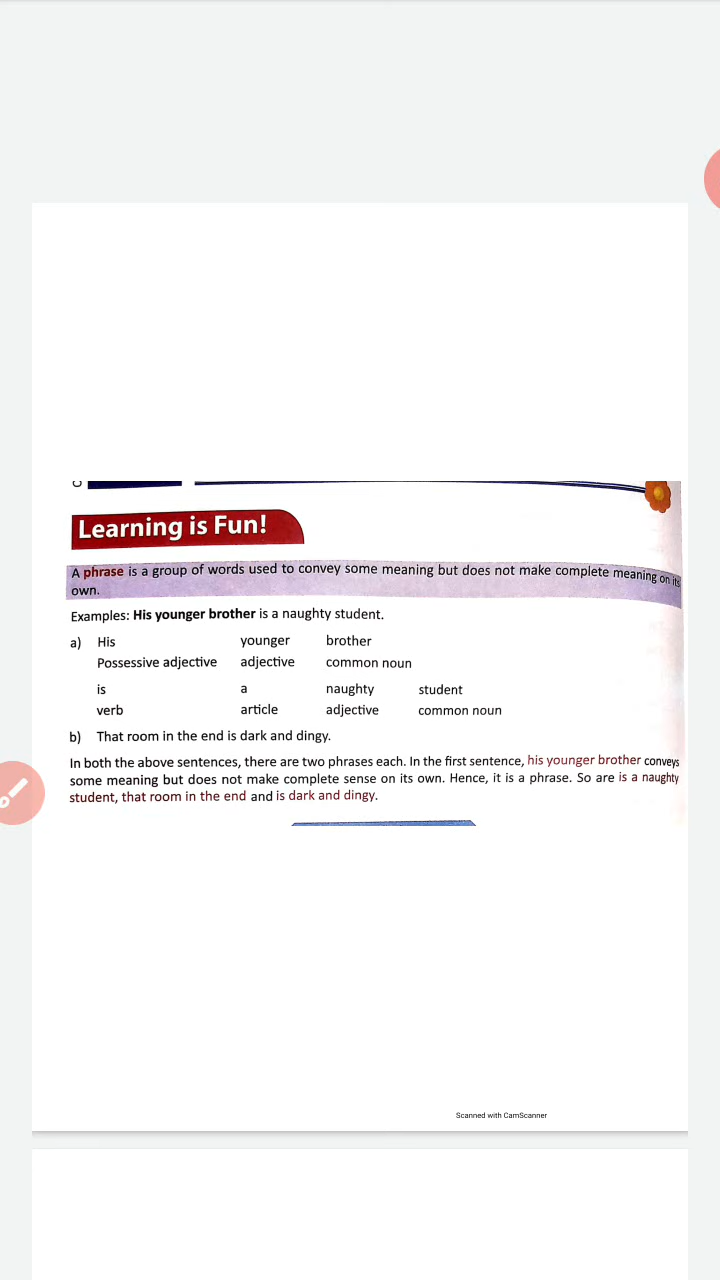 Learning is Fun!
A phrase is a group of words used to convey some meaning but does not make complete meaning on its
own.
Examples: His younger brother is a naughty student.
a) His younger brother
Possessive adjective adjective common noun
is a naughty student
verb article adjective common noun
b) That room in the end is dark and dingy.
In both the above sentences, there are two phrases each. In the first sentence, his younger brother conveys
some meaning but does not make complete sense on its own. Hence, it is a phrase. So are is a naughty
student, that room in the end and is dark and dingy.
Scanned with CamScanner